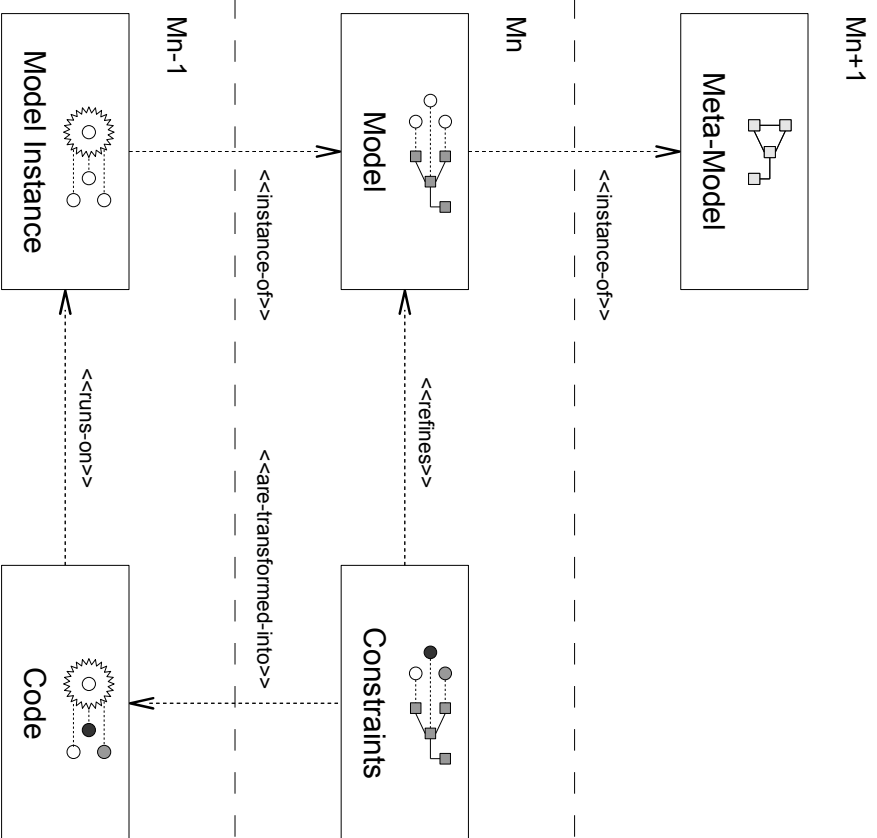 Mn+1
Meta-Model
<<instance-of>>
Mn
Model
<<refines>>
Constraints
<<instance-of>>
<<are-transformed-into>>
Mn-1
Model Instance
<<runs-on>>
Code